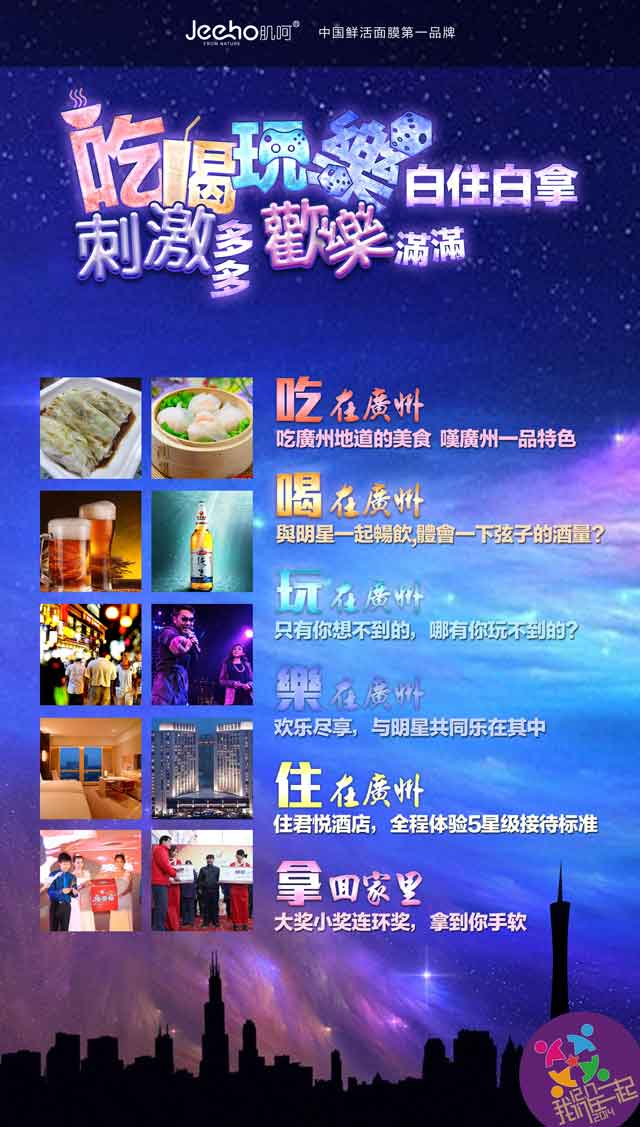 Jeeho肌呵®
FROM NATURE
中国鲜活面膜第一品牌
吃喝玩樂白住白拿
刺激多多歡樂滿滿
吃在廣州
吃廣州地道的美食 嘆廣州一品特色
喝在廣州
與明星一起暢飲,體會一下弦子的酒量?
玩在廣州
只有你想不到的，哪有你玩不到的?
樂在廣州
欢乐尽享，与明星共同乐在其中
住在廣州
住君悦酒店，全程体验5星级接待标准
拿回家里
大奖小奖连环奖，拿到你手软
2014